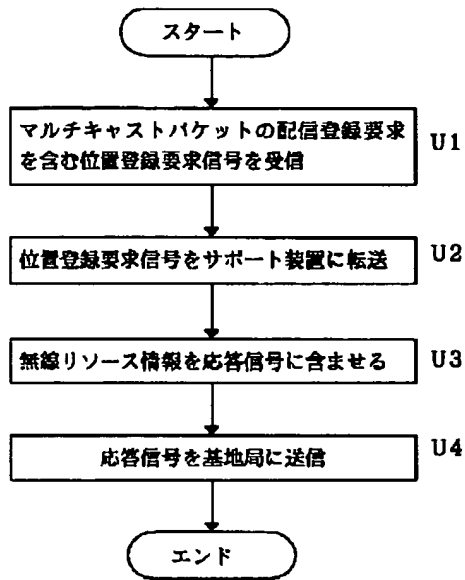 スタート
マルチキャストパケットの配信登録要求
を含む位置登録要求信号を受信
U1
位置登録要求信号をサポート装置に転送
U2
無線リソース情報を応答信号に含ませる
U3
応答信号を基地局に送信
U4
エンド